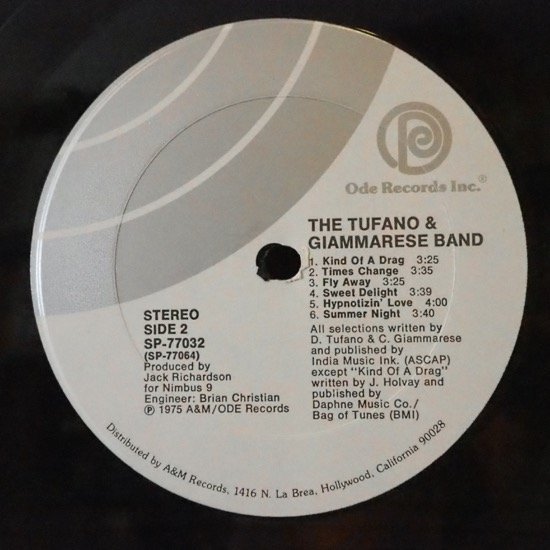 Ode Records Inc.®
THE TUFANO &
GIAMMARESE BAND
1. Kind Of A Drag 3:25
2. Times Change 3:35
3. Fly Away 3:25
4. Sweet Delight 3:39
5. Hypnotizin' Love 4:00
6. Summer Night 3:40
All selections written by
D. Tufano & C. Giammarese
and published by
India Music Ink. (ASCAP)
except "Kind Of A Drag"
written by J. Holvay and
published by
Daphne Music Co./
Bag of Tunes (BMI)
STEREO
SIDE 2
SP-77032
(SP-77064)
Produced by
Jack Richardson
for Nimbus 9
Engineer: Brian Christian
℗ 1975 A&M/ODE Records
Distributed by A&M Records, 1416 N. La Brea, Hollywood, California 90028